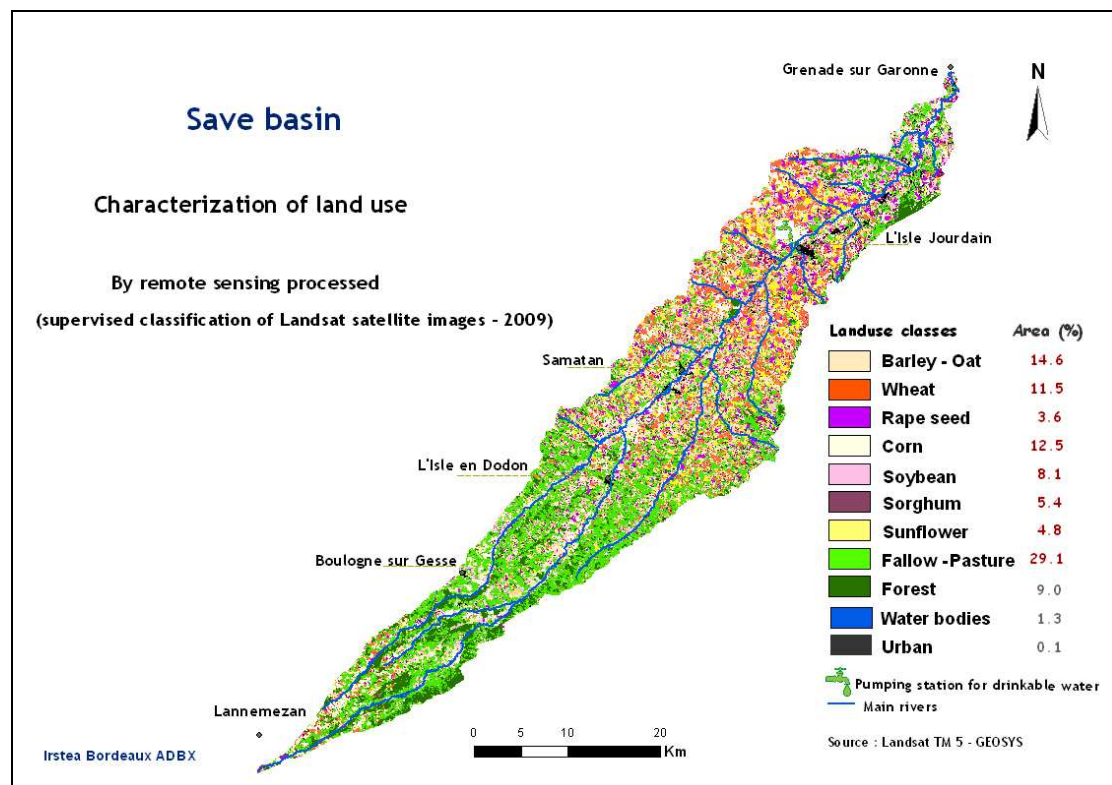 Save basin
Characterization of land use
By remote sensing processed
(supervised classification of Landsat satellite images - 2009)
Grenade sur Garonne
N
L'Isle Jourdain
Samatan
L'Isle en Dodon
Boulogne sur Gesse
Lannemezan
Landuse classes Area (%)
Barley - Oat 14.6
Wheat 11.5
Rape seed 3.6
Corn 12.5
Soybean 8.1
Sorghum 5.4
Sunflower 4.8
Fallow -Pasture 29.1
Forest 9.0
Water bodies 1.3
Urban 0.1
Pumping station for drinkable water
Main rivers
0 5 10 20
Km
Source : Landsat TM 5 - GEOSYS
Irstea Bordeaux ADBX